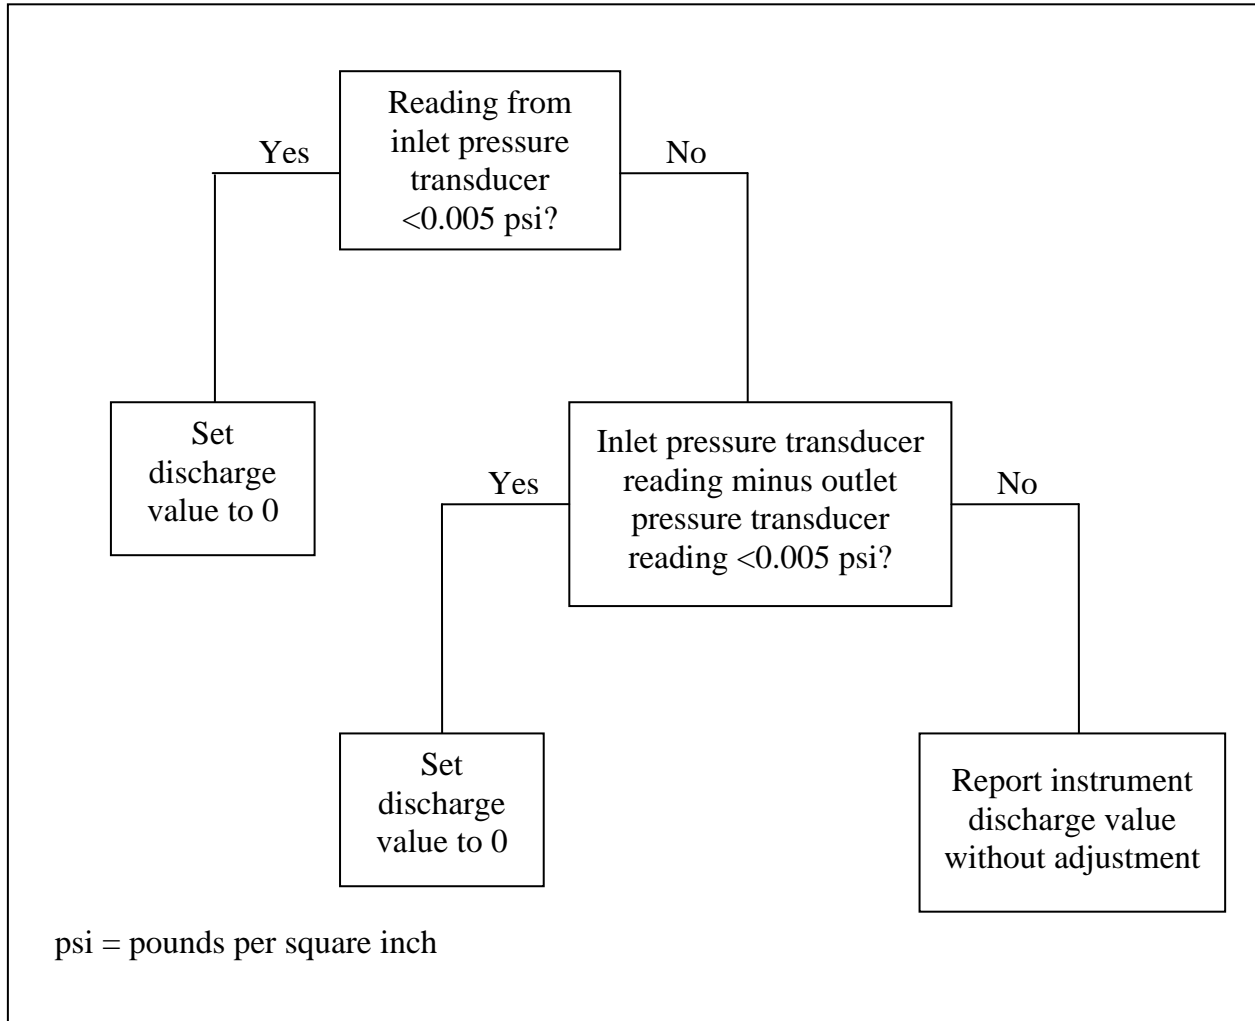 Reading from
inlet pressure
transducer
<0.005 psi?
Yes
No
Set
discharge
value to 0
Inlet pressure transducer
reading minus outlet
pressure transducer
reading <0.005 psi?
Yes
No
Set
discharge
value to 0
Report instrument
discharge value
without adjustment
psi = pounds per square inch